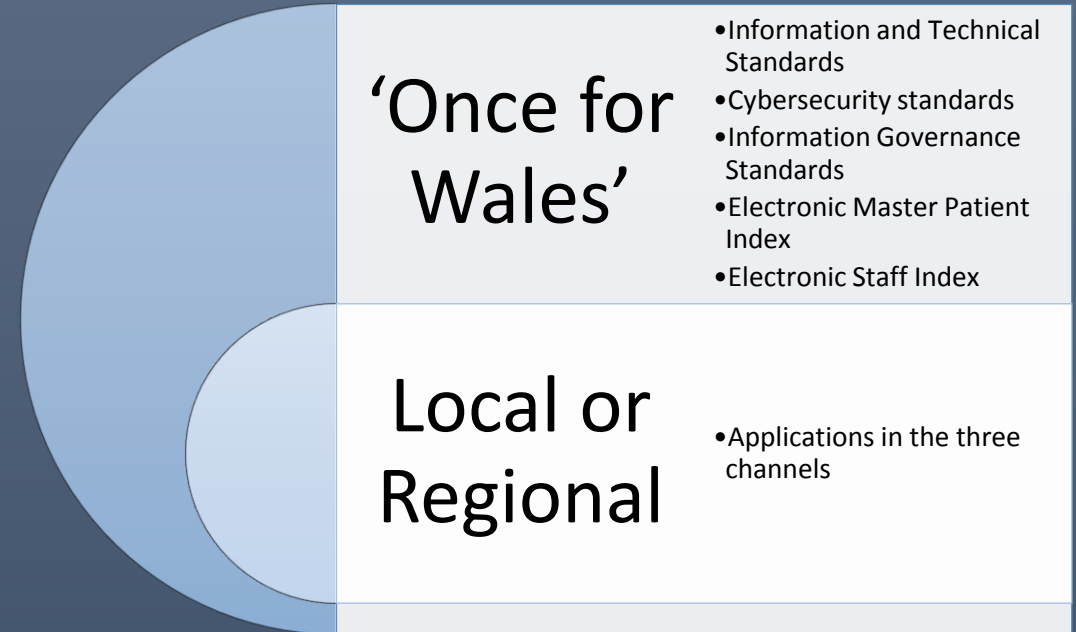 ‘Once for
Wales’
•Information and Technical
Standards
•Cybersecurity standards
•Information Governance
Standards
•Electronic Master Patient
Index
•Electronic Staff Index
Local or
Regional
•Applications in the three
channels